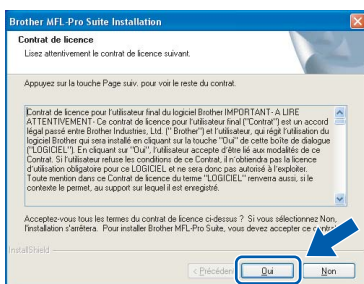 Brother MFL-Pro Suite Installation
Contrat de licence
Lisez attentivement le contrat de licence suivant.
Appuyez sur la touche Page suiv. pour voir le reste du contrat.
Contrat de licence pour l'utilisateur final du logiciel Brother IMPORTANT- A LIRE
ATTENTIVEMENT- Ce contrat de licence pour l'utilisateur final ("Contrat") est un accord
légal passé entre Brother Industries, Ltd. (" Brother") et l'utilisateur, qui régit l'utilisation du
logiciel Brother qui sera installé en cliquant sur la touche "Oui" de cette boîte de dialogue
("LOGICIEL"). En cliquant sur "Oui", l'utilisateur accepte d'être lié aux modalités de ce
Contrat. Si l'utilisateur refuse les conditions de ce Contrat, il n'obtiendra pas la licence
d'utilisation obligatoire pour ce LOGICIEL et ne sera donc pas autorisé à l'exploiter.
Toute mention dans ce Contrat de licence du terme "LOGICIEL" renverra aussi, si le
contexte le permet, au support sur lequel il est enregistré.
Acceptez-vous tous les termes du contrat de licence ci-dessus ? Si vous sélectionnez Non,
l'installation s'arrêtera. Pour installer Brother MFL-Pro Suite, vous devez accepter ce contrat.
InstallShield
< Précédent Oui Non